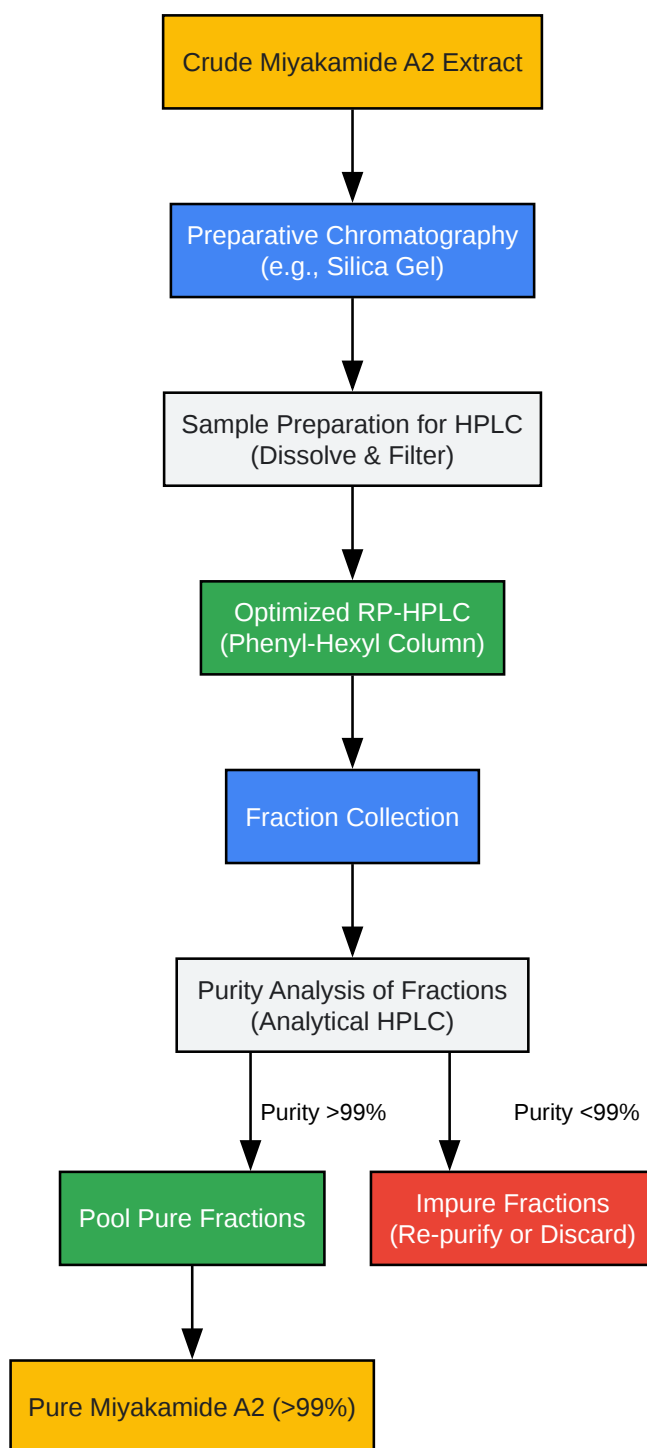 Crude Miyakamide A2 Extract
Preparative Chromatography
(e.g., Silica Gel)
Sample Preparation for HPLC
(Dissolve & Filter)
Optimized RP-HPLC
(Phenyl-Hexyl Column)
Fraction Collection
Purity Analysis of Fractions
(Analytical HPLC)
Purity >99%
Purity <99%
Pool Pure Fractions
Impure Fractions
(Re-purify or Discard)
Pure Miyakamide A2 (>99%)